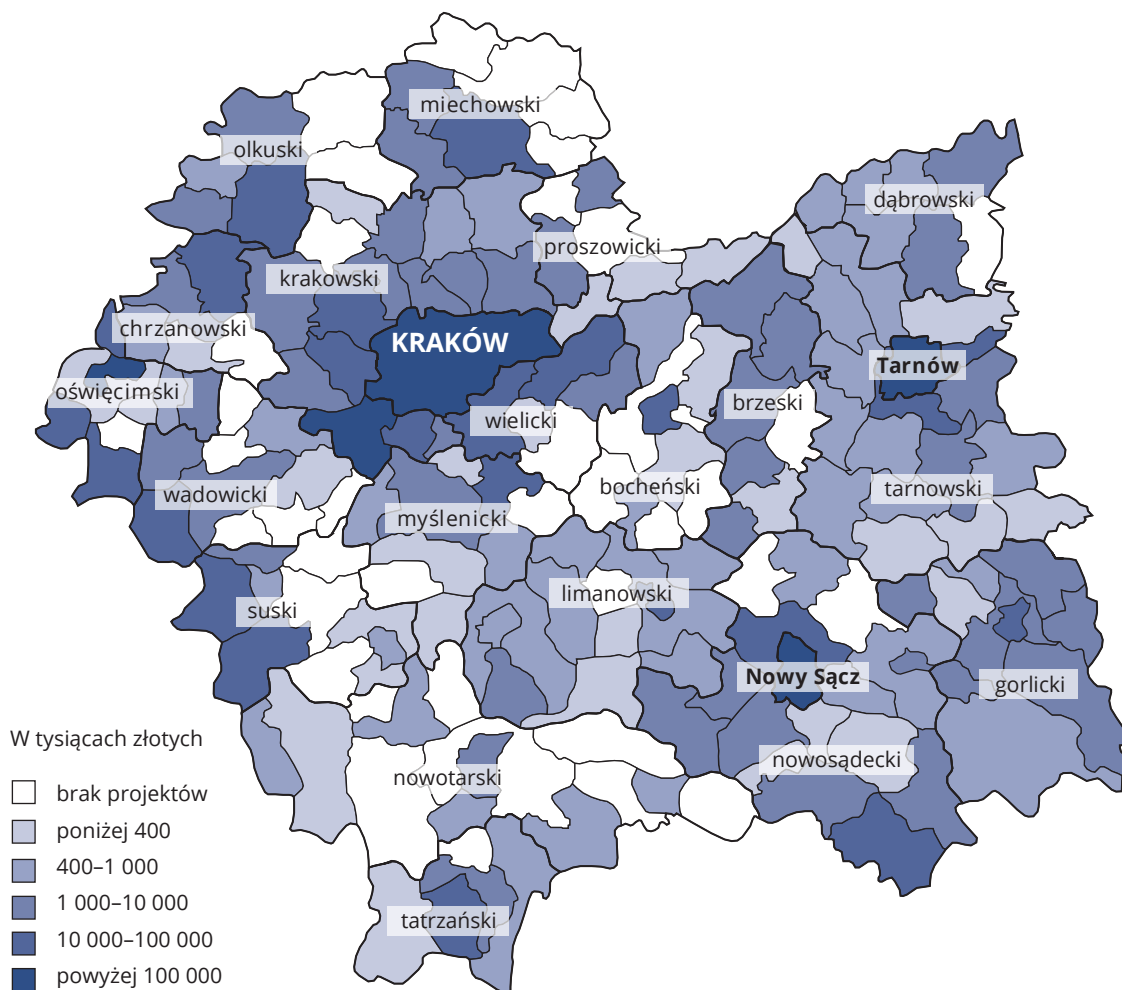 miechowski
olkuski
dąbrowski
proszowicki
krakowski
chrzanowski
KRAKÓW
Tarnów
oświęcimski
brzeski
wielicki
bocheński
tarnowski
wadowicki
myślenicki
limanowski
suski
Nowy Sącz
gorlicki
nowosądecki
nowotarski
tatrzański
W tysiącach złotych
brak projektów
poniżej 400
400–1 000
1 000–10 000
10 000–100 000
powyżej 100 000